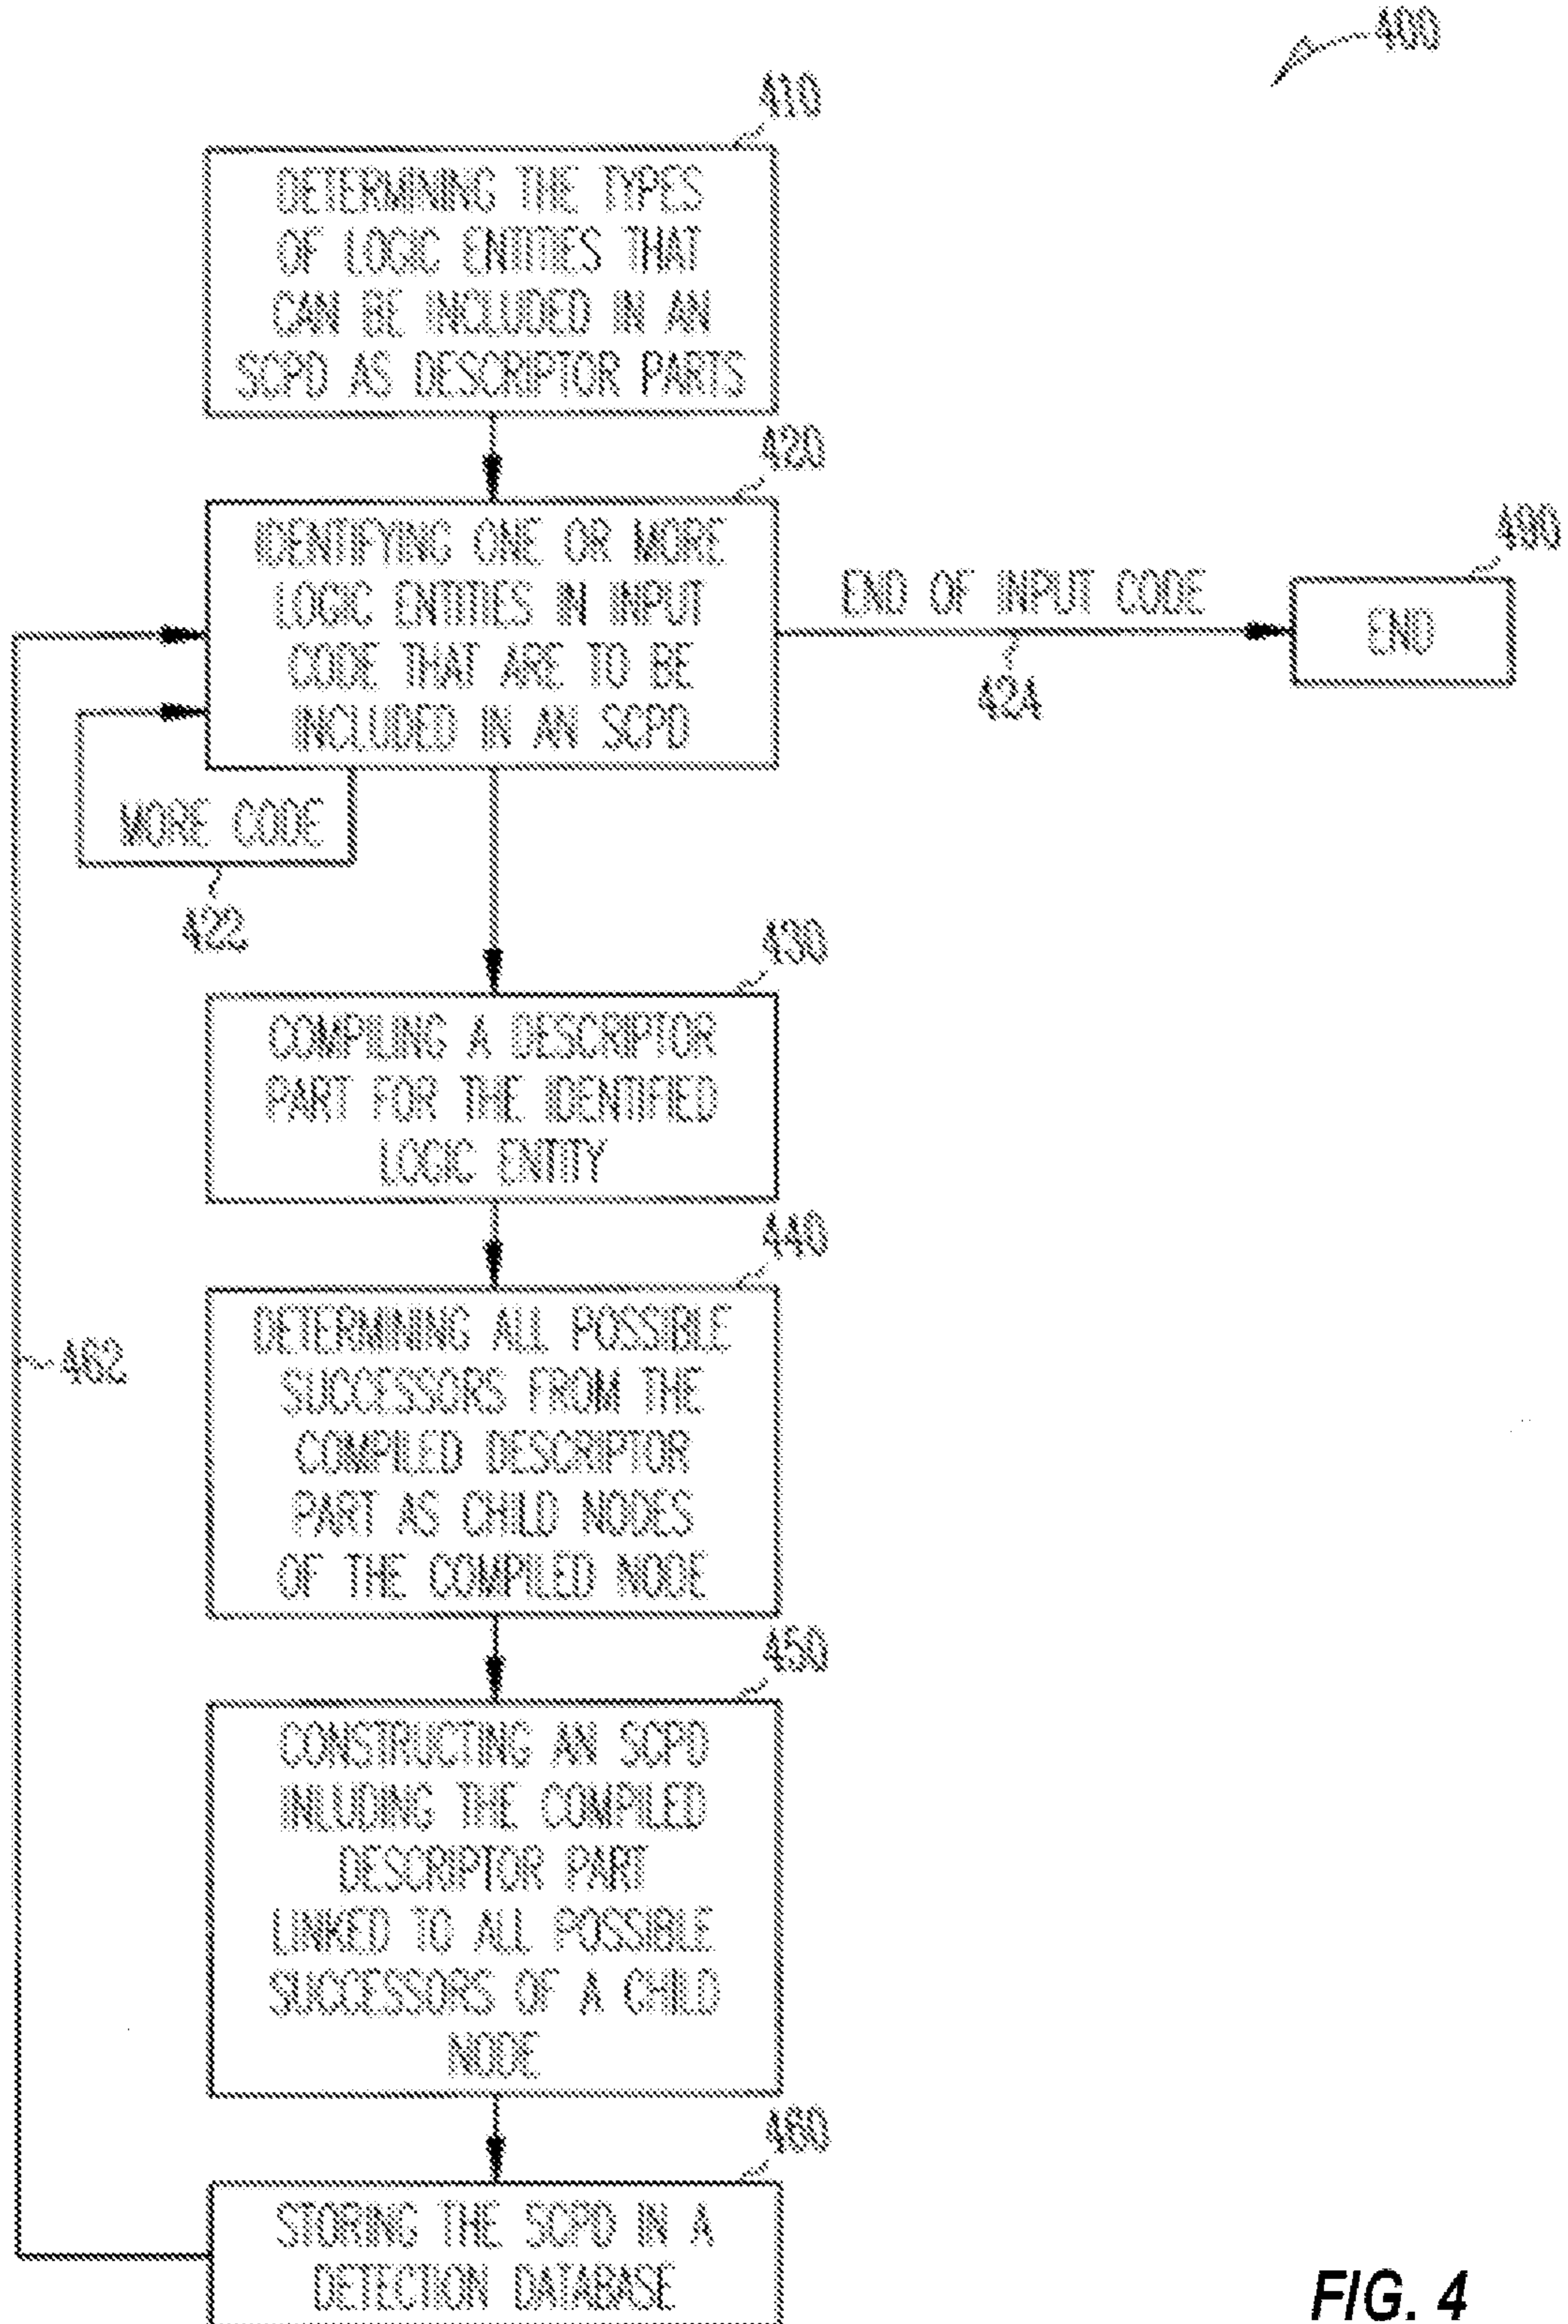 400
410
DETERMINING THE TYPES
OF LOGIC ENTITIES THAT
CAN BE INCLUDED IN AN
SCPD AS DESCRIPTOR PARTS
420
IDENTIFYING ONE OR MORE
LOGIC ENTITIES IN INPUT
CODE THAT ARE TO BE
INCLUDED IN AN SCPD
END OF INPUT CODE
424
490
END
MORE CODE
422
430
COMPILING A DESCRIPTOR
PART FOR THE IDENTIFIED
LOGIC ENTITY
440
DETERMINING ALL POSSIBLE
SUCCESSORS FROM THE
COMPILED DESCRIPTOR
PART AS CHILD NODES
OF THE COMPILED NODE
462
450
CONSTRUCTING AN SCPD
INLUDING THE COMPILED
DESCRIPTOR PART
LINKED TO ALL POSSIBLE
SUCCESSORS OF A CHILD
NODE
460
STORING THE SCPD IN A
DETECTION DATABASE
FIG. 4